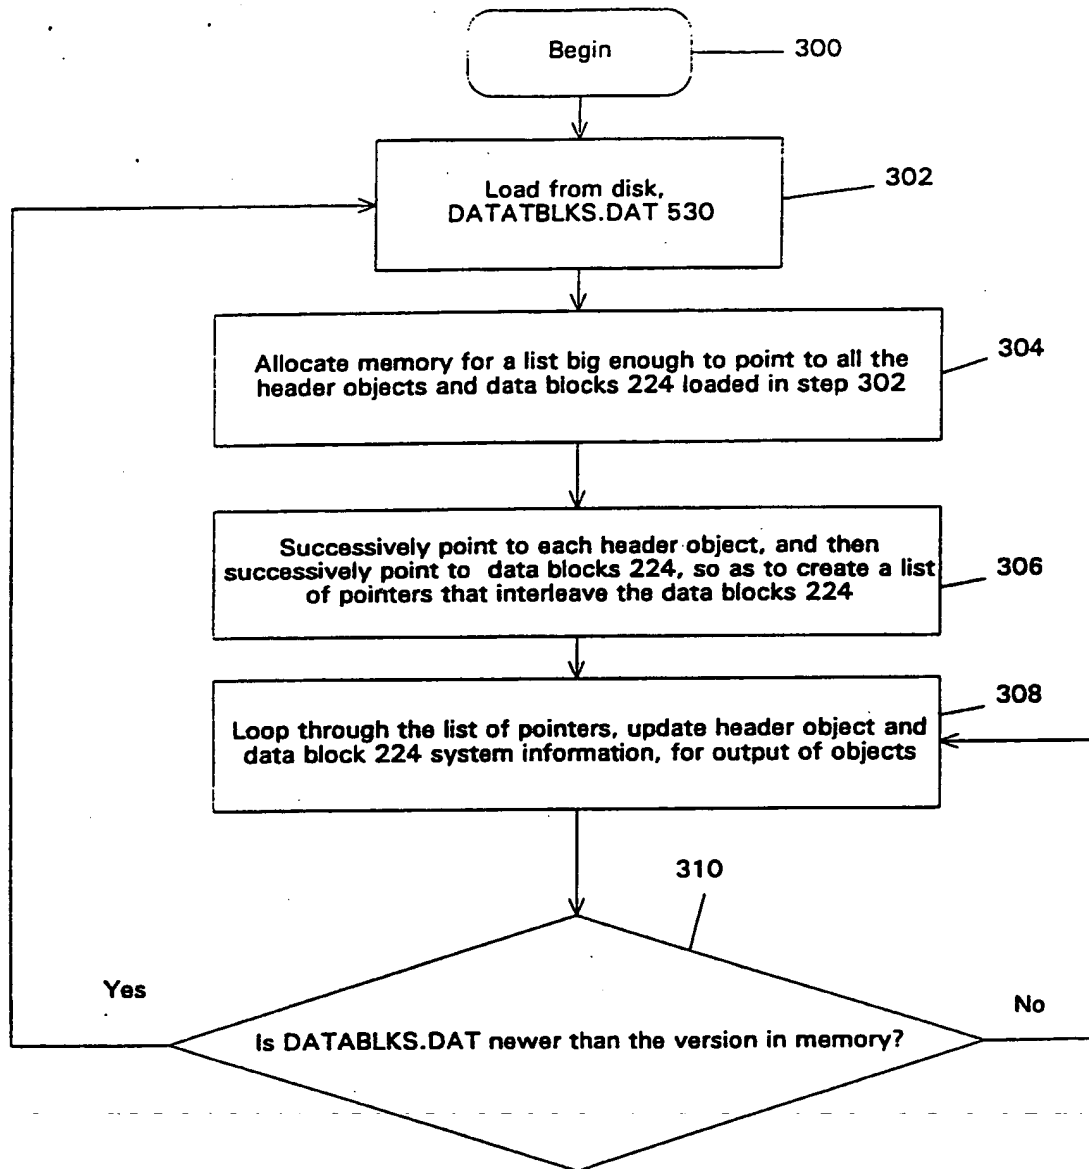 Begin
300
Load from disk,
DATATBLKS.DAT 530
302
Allocate memory for a list big enough to point to all the
header objects and data blocks 224 loaded in step 302
304
Successively point to each header object, and then
successively point to data blocks 224, so as to create a list
of pointers that interleave the data blocks 224
306
Loop through the list of pointers, update header object and
data block 224 system information, for output of objects
308
310
Yes
No
Is DATABLKS.DAT newer than the version in memory?